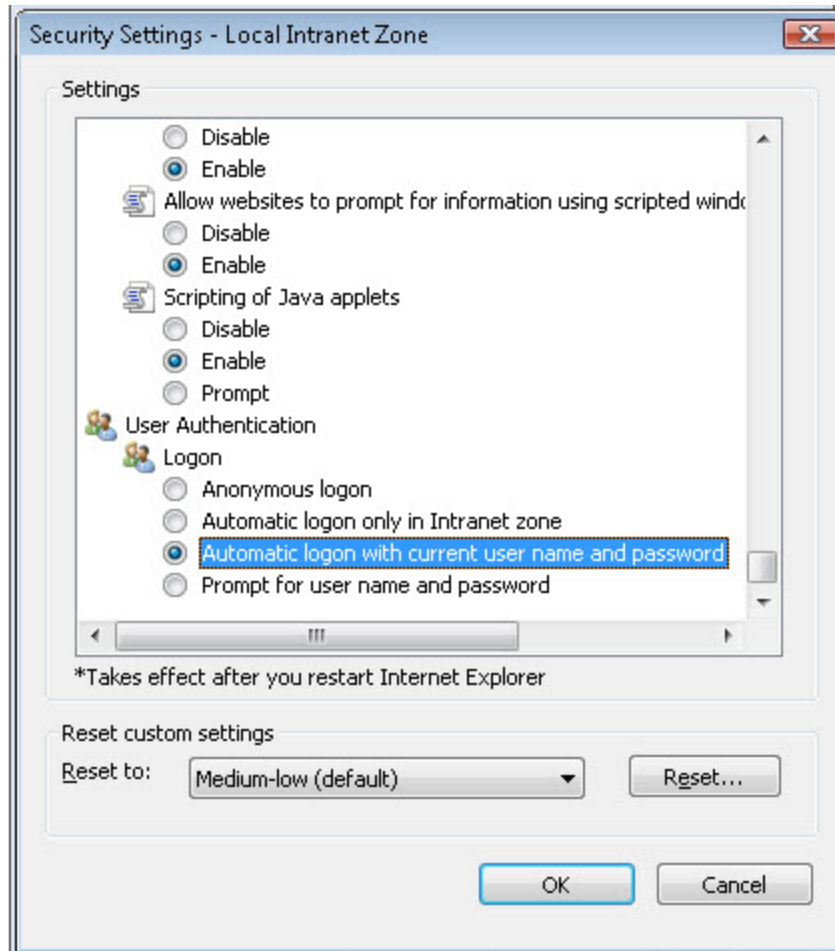 Security Settings - Local Intranet Zone
Settings
Disable
Enable
Allow websites to prompt for information using scripted
Disable
Enable
Scripting of Java applets
Disable
Enable
Prompt
User Authentication
Logon
Anonymous logon
Automatic logon only in Intranet zone
Automatic logon with current user name and password
Prompt for user name and password
*Takes effect after you restart Internet Explorer
Reset custom settings
Reset to:
Medium-low (default)
Reset...
OK
Cancel